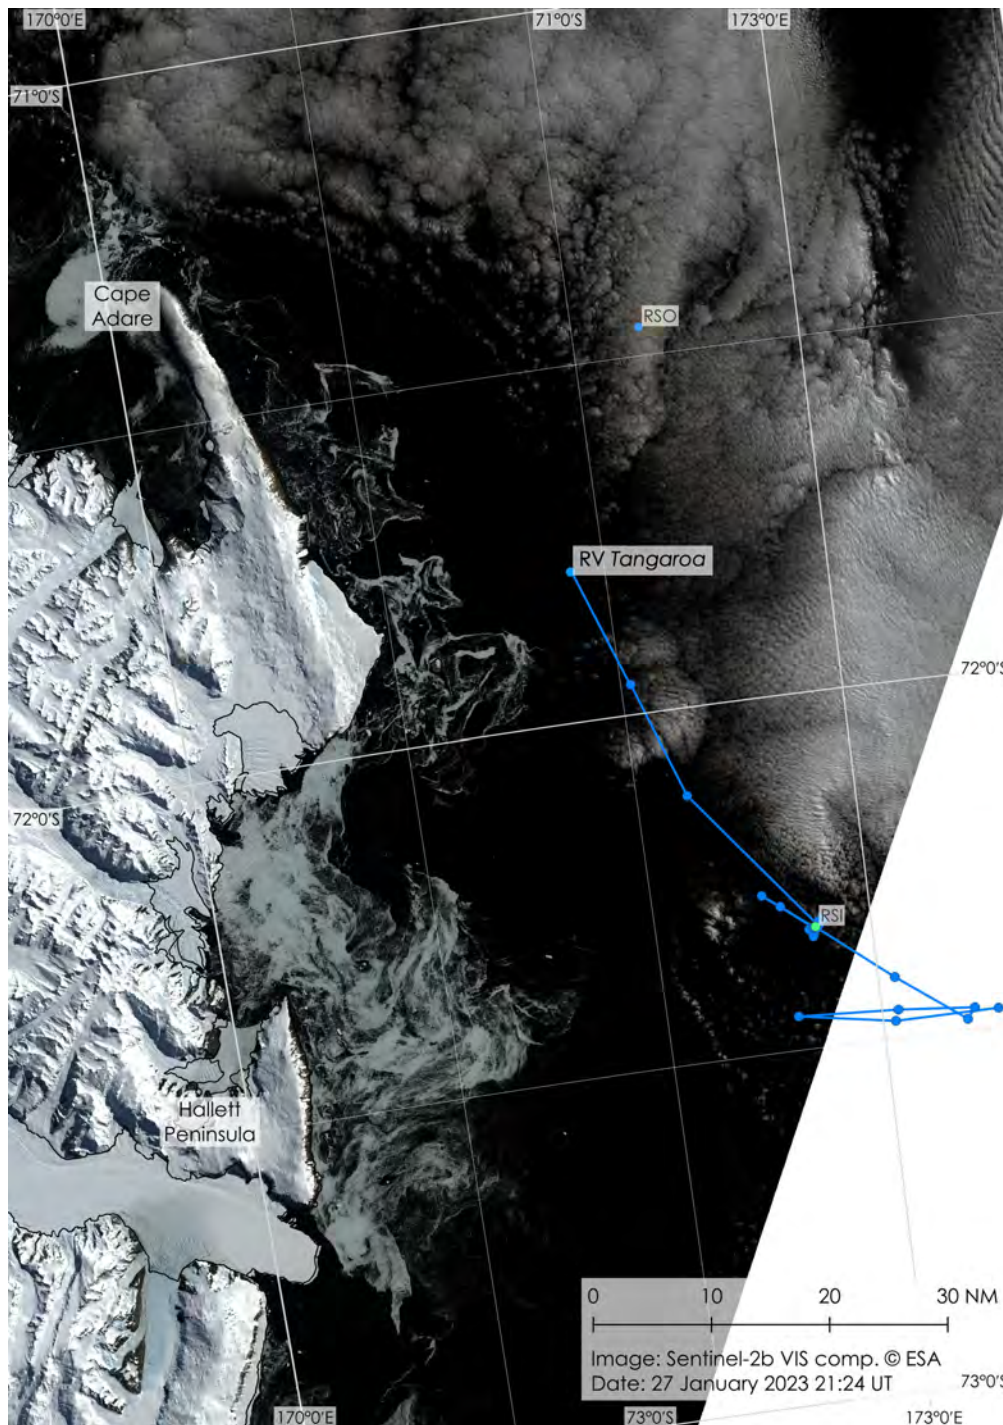 170°0'E
71°0'S
173°0'E
71°0'S
Cape
Adare
RSO
RV Tangaroa
72°0'S
72°0'S
RSI
Hallett
Peninsula
0 10 20 30 NM
Image: Sentinel-2b VIS comp. © ESA
Date: 27 January 2023 21:24 UT
73°0'S
170°0'E
73°0'S
173°0'E